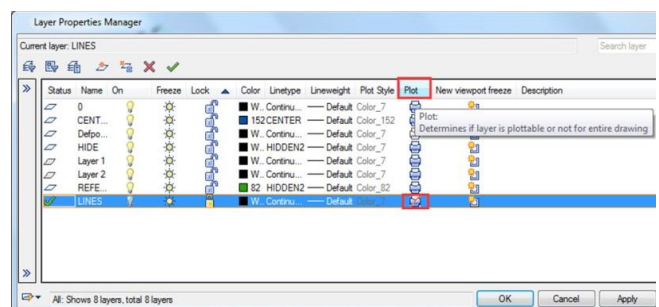 Layer Properties Manager
Current layer: LINES
Search layer
Status Name On Freeze Lock Color Linetype Lineweight Plot Style Plot New viewport freeze Description
0 W.. Continu... Default Color_7
CENT... 152 CENTER Default Color_152
Defpo... W.. Continu... Default Color_7
HIDE W.. HIDDEN2 Default Color_7
Layer 1 W.. Continu... Default Color_7
Layer 2 W.. Continu... Default Color_7
REFE... 82 HIDDEN2 Default Color_82
LINES W.. Continu... Default Color_7
Plot:
Determines if layer is plottable or not for entire drawing
All: Shows 8 layers, total 8 layers
OK Cancel Apply